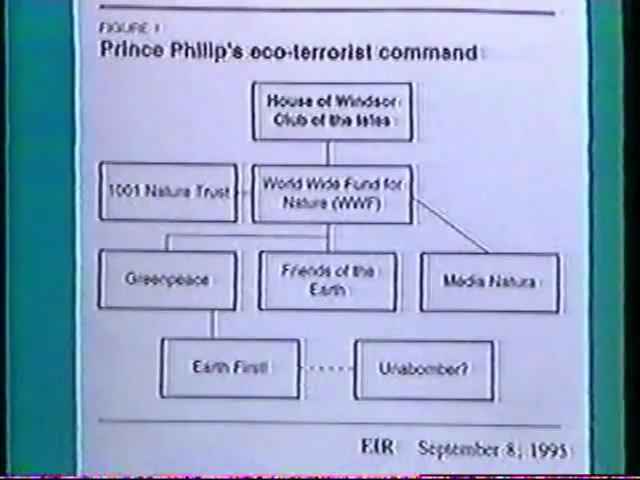 FIGURE 1
Prince Philip's eco-terrorist command
House of Windsor
Club of the Isles
1001 Nature Trust
World Wide Fund for
Nature (WWF)
Greenpeace
Friends of the
Earth
Media Natura
Earth First!
Unabomber?
EIR September 8, 1995